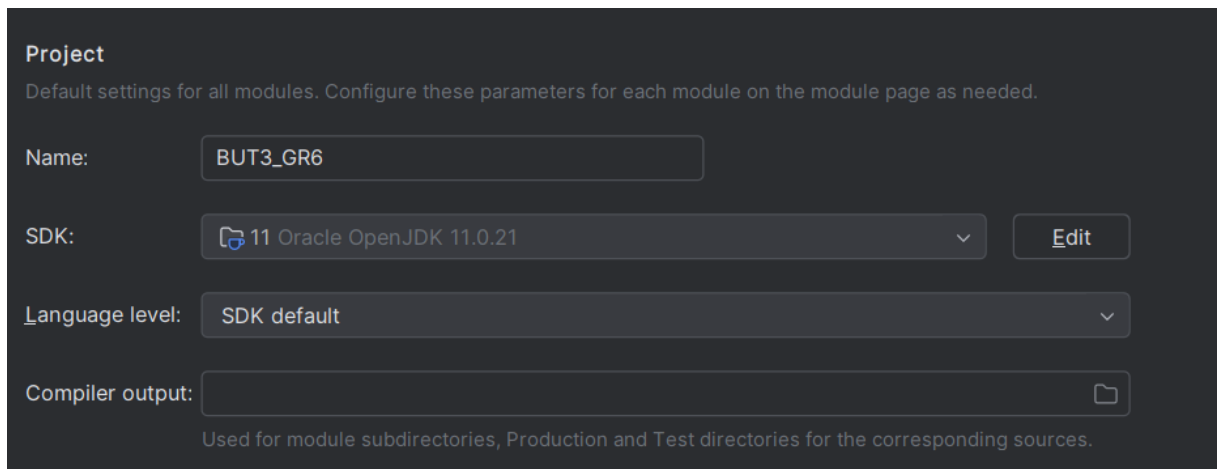 Project
Default settings for all modules. Configure these parameters for each module on the module page as needed.
Name: BUT3_GR6
SDK: 11 Oracle OpenJDK 11.0.21 Edit
Language level: SDK default
Compiler output:
Used for module subdirectories, Production and Test directories for the corresponding sources.